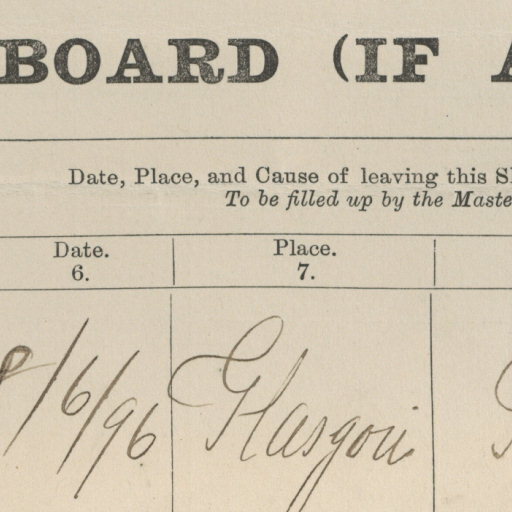 BOARD (IF A
Date, Place, and Cause of leaving this S
To be filled up by the Maste
Date.
6.
Place.
7.
8/6/96
Glasgow